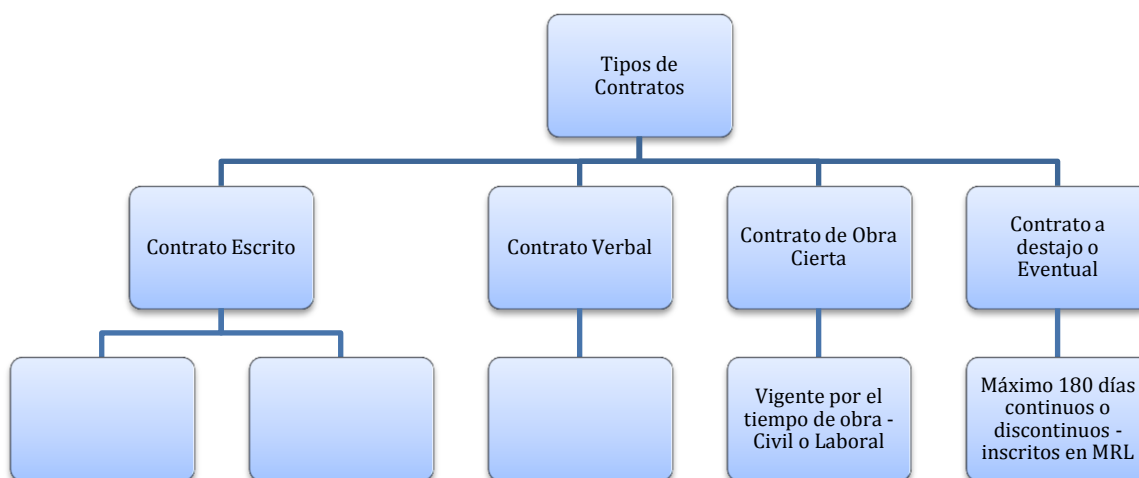 Tipos de
Contratos
Contrato Escrito
Contrato Verbal
Contrato de Obra
Cierta
Contrato a
destajo o
Eventual
Vigente por el
tiempo de obra -
Civil o Laboral
Máximo 180 días
continuos o
discontinuos -
inscritos en MRL